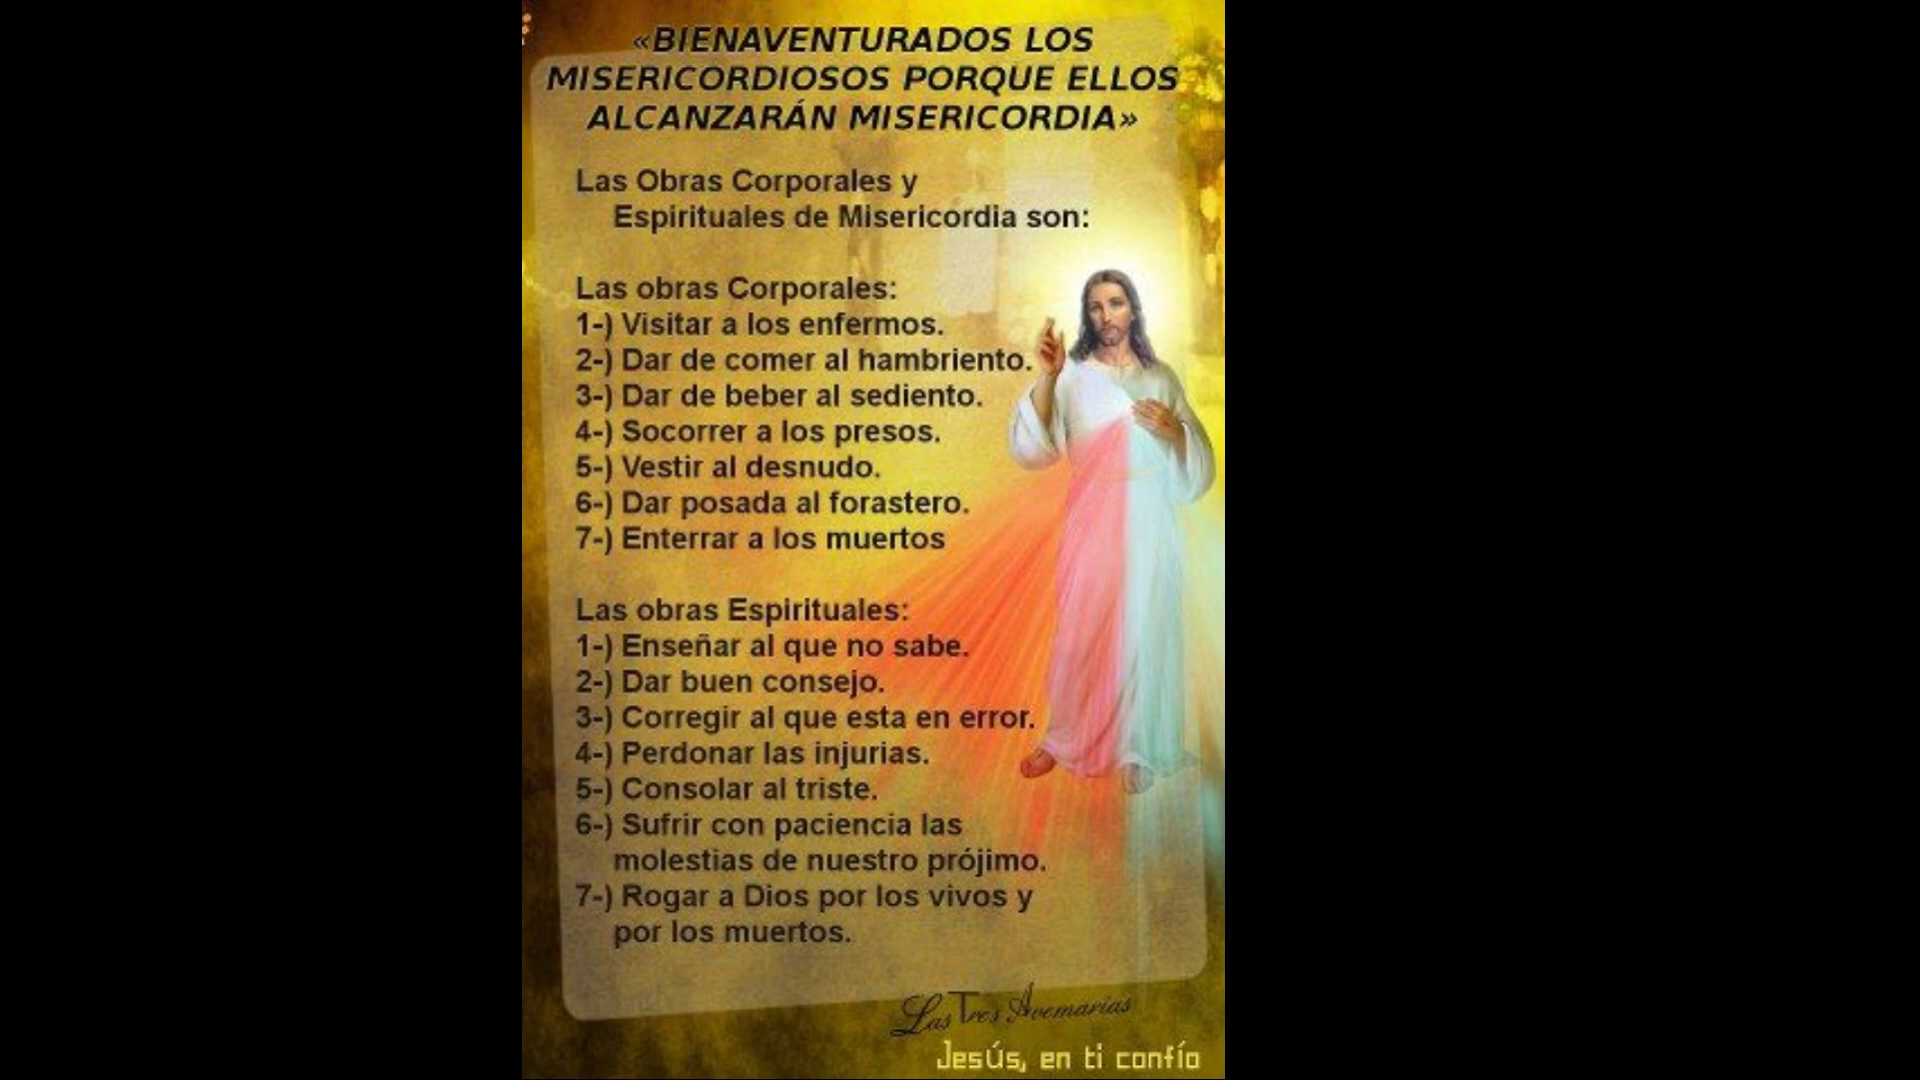 «BIENAVENTURADOS LOS
MISERICORDIOSOS PORQUE ELLOS
ALCANZARÁN MISERICORDIA»
Las Obras Corporales y
Espirituales de Misericordia son:
Las obras Corporales:
1-) Visitar a los enfermos.
2-) Dar de comer al hambriento.
3-) Dar de beber al sediento.
4-) Socorrer a los presos.
5-) Vestir al desnudo.
6-) Dar posada al forastero.
7-) Enterrar a los muertos
Las obras Espirituales:
1-) Enseñar al que no sabe.
2-) Dar buen consejo.
3-) Corregir al que esta en error.
4-) Perdonar las injurias.
5-) Consolar al triste.
6-) Sufrir con paciencia las
molestias de nuestro prójimo.
7-) Rogar a Dios por los vivos y
por los muertos.
Las Tres Avemarias
Jesús, en ti confío